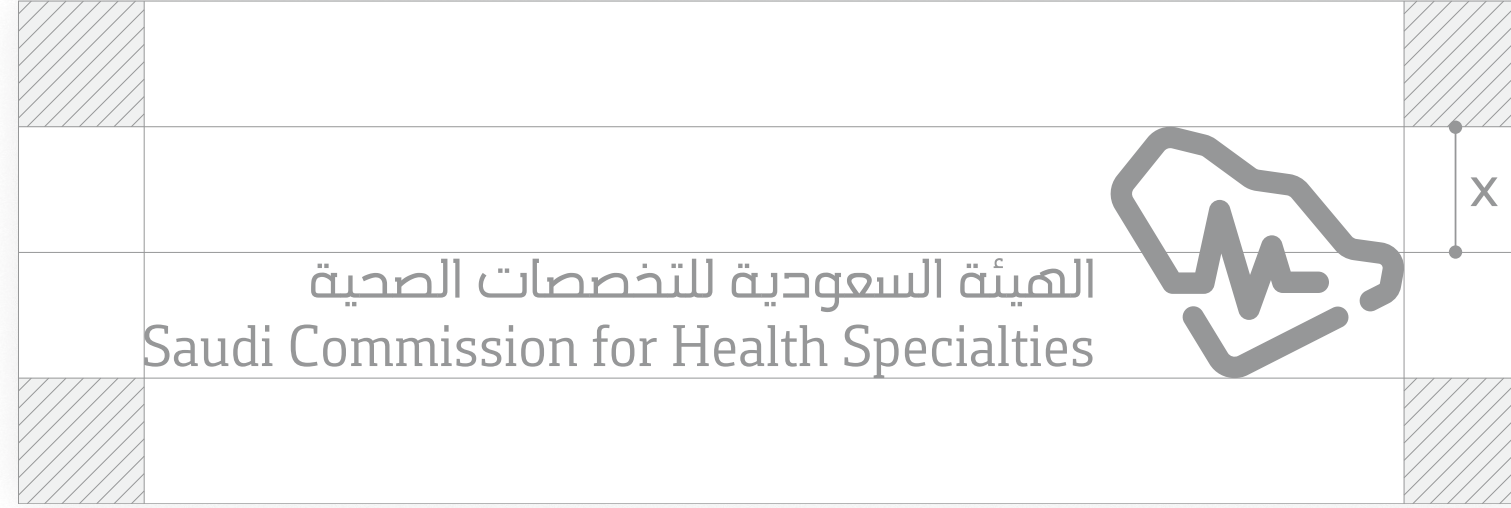 الهيئة السعودية للتخصصات الصحية
Saudi Commission for Health Specialties
X